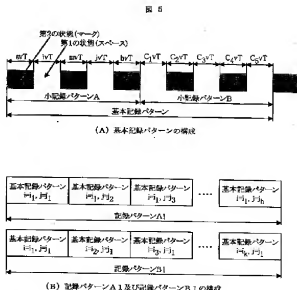 図 5
第2の状態(マーク)
第1の状態(スペース)
C₁vT C₂vT C₃vT C₄vT C₅vT
小記録パターンA 小記録パターンB
基本記録パターン
(A) 基本記録パターンの構成
基本記録パターン 基本記録パターン 基本記録パターン ‥‥ 基本記録パターン
記録パターンA1
基本記録パターン 基本記録パターン 基本記録パターン ‥‥ 基本記録パターン
記録パターンB1
(B) 記録パターンA1及び記録パターンB1の構成